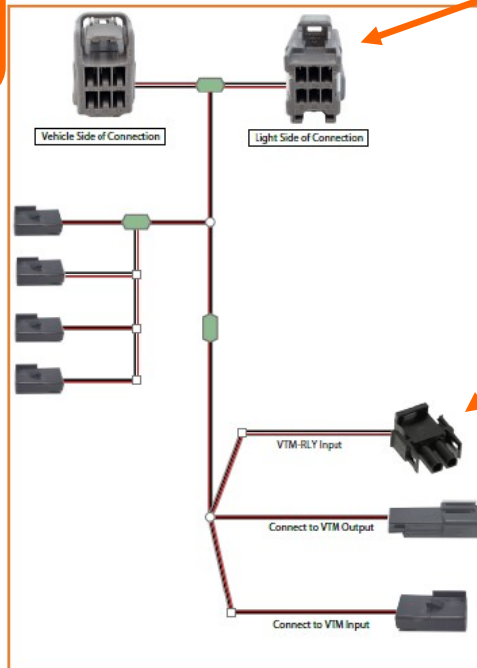 Vehicle Side of Connection
Light Side of Connection
VTM-RLY Input
Connect to VTM Output
Connect to VTM Input